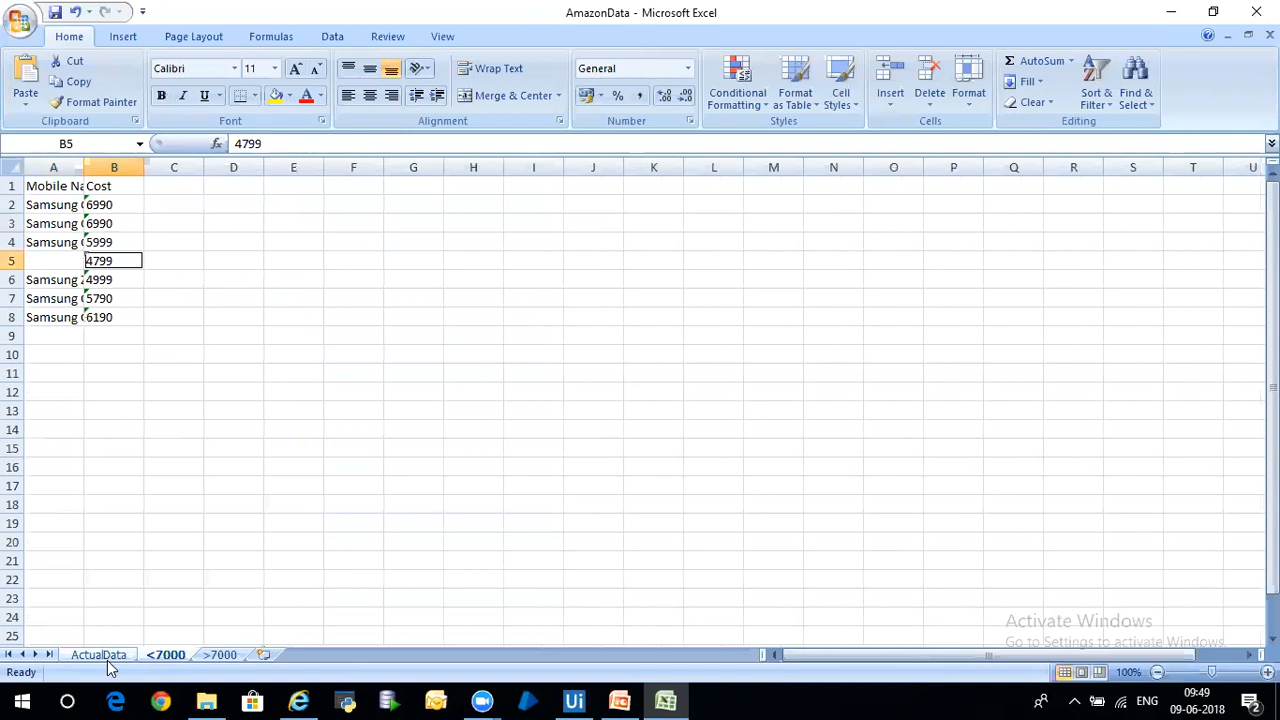 AmazonData - Microsoft Excel
Home Insert Page Layout Formulas Data Review View
Paste Cut Copy Format Painter Clipboard
Calibri 11 B I U A A A Font
Wrap Text Merge & Center Alignment
General % , Number
Conditional Formatting Format as Table Cell Styles Styles
Insert Delete Format Cells
Σ AutoSum Fill Clear Sort & Filter Find & Select Editing
B5 fx 4799
A B C D E F G H I J K L M N O P Q R S T U
1 Mobile Na Cost
2 Samsung 6990
3 Samsung 6990
4 Samsung 5999
5 4799
6 Samsung 4999
7 Samsung 5790
8 Samsung 6190
9
10
11
12
13
14
15
16
17
18
19
20
21
22
23
24
25
Activate Windows
Go to Settings to activate Windows.
ActualData <7000 >7000
Ready 100%
Ui ENG 09:49
09-06-2018 2